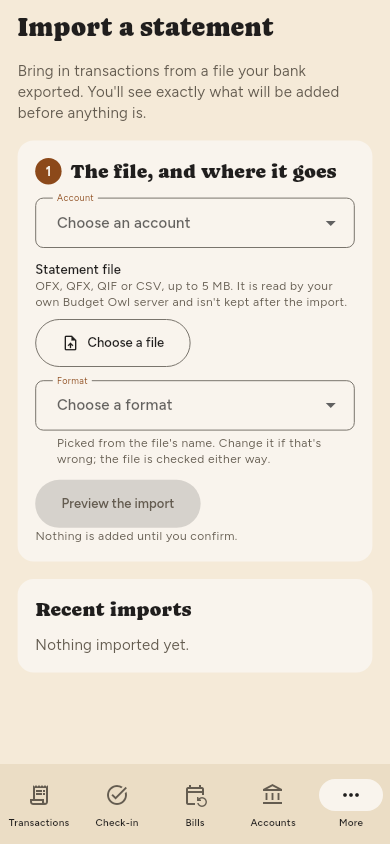 Import a statement
Bring in transactions from a file your bank
exported. You'll see exactly what will be added
before anything is.
1 The file, and where it goes
Account
Choose an account
Statement file
OFX, QFX, QIF or CSV, up to 5 MB. It is read by your
own Budget Owl server and isn't kept after the import.
Choose a file
Format
Choose a format
Picked from the file's name. Change it if that's
wrong; the file is checked either way.
Preview the import
Nothing is added until you confirm.
Recent imports
Nothing imported yet.
Transactions Check-in Bills Accounts More